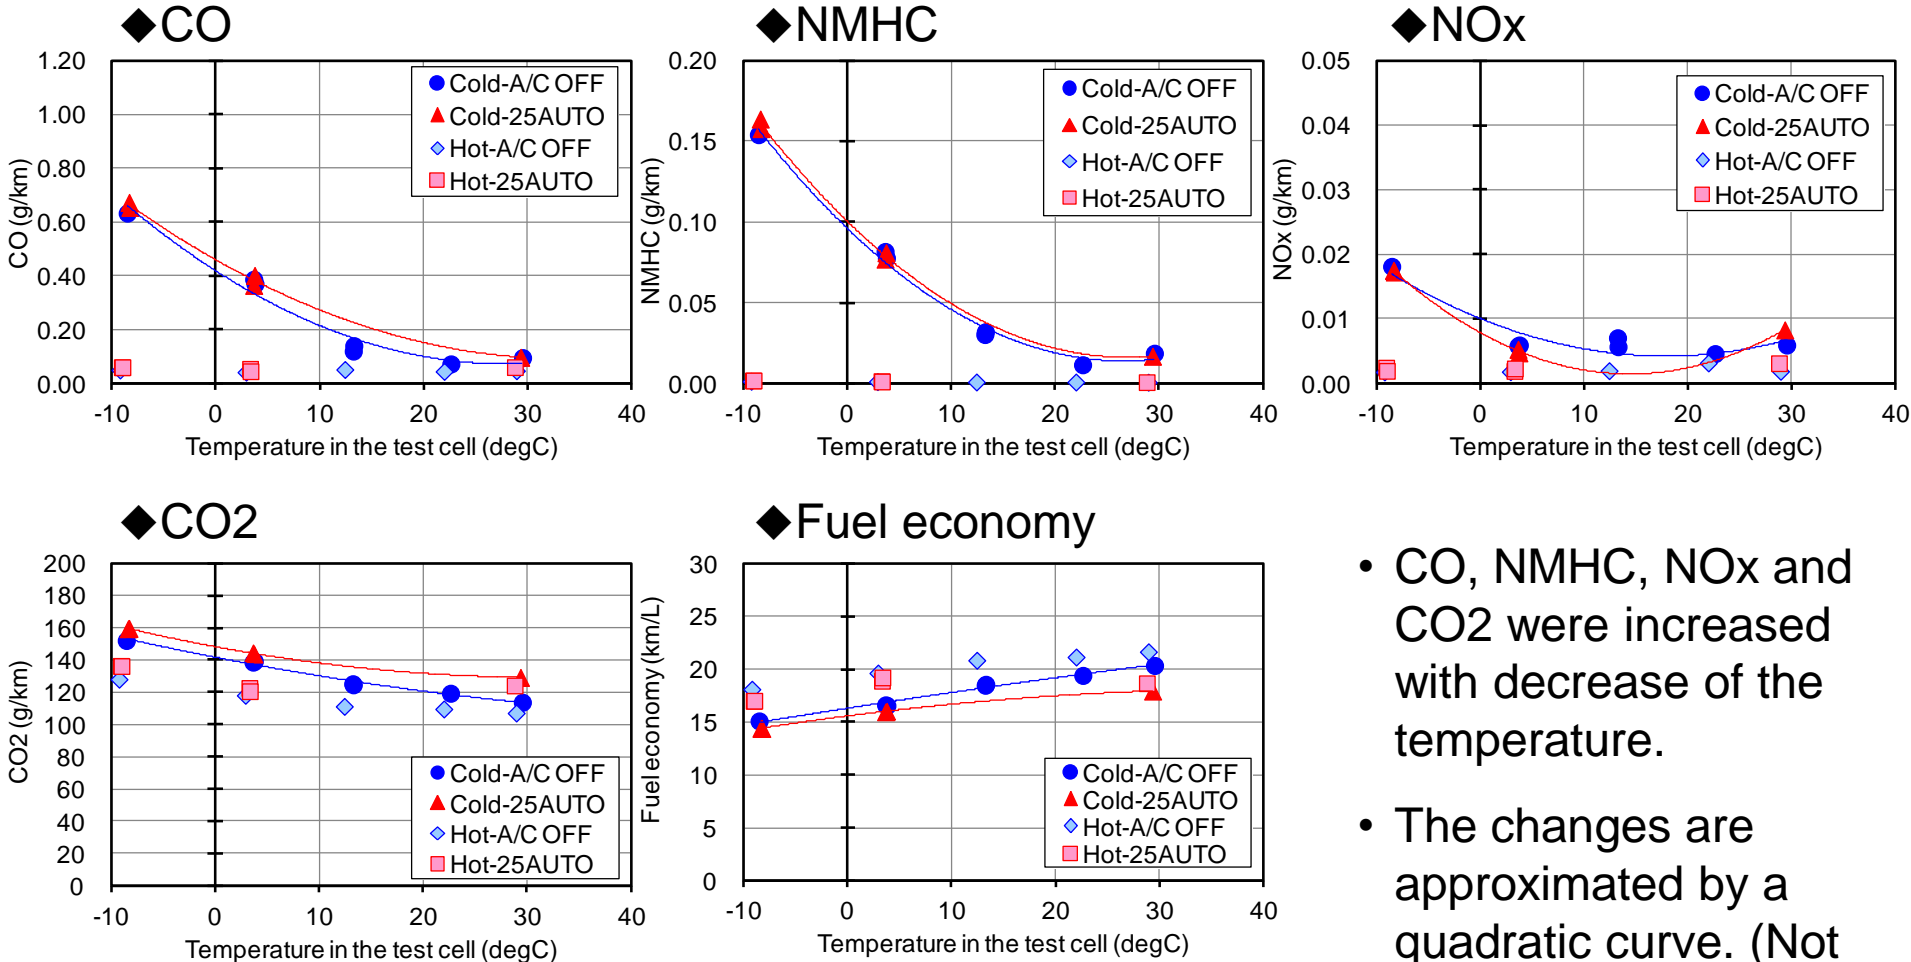 ◆CO
1.20
1.00
0.80
0.60
0.40
0.20
0.00
CO (g/km)
-10 0 10 20 30 40
Temperature in the test cell (degC)
Cold-A/C OFF
Cold-25AUTO
Hot-A/C OFF
Hot-25AUTO
◆NMHC
0.20
0.15
0.10
0.05
0.00
NMHC (g/km)
-10 0 10 20 30 40
Temperature in the test cell (degC)
Cold-A/C OFF
Cold-25AUTO
Hot-A/C OFF
Hot-25AUTO
◆NOx
0.05
0.04
0.03
0.02
0.01
0.00
NOx (g/km)
-10 0 10 20 30 40
Temperature in the test cell (degC)
Cold-A/C OFF
Cold-25AUTO
Hot-A/C OFF
Hot-25AUTO
◆CO2
200
180
160
140
120
100
80
60
40
20
0
CO2 (g/km)
-10 0 10 20 30 40
Temperature in the test cell (degC)
Cold-A/C OFF
Cold-25AUTO
Hot-A/C OFF
Hot-25AUTO
◆Fuel economy
30
25
20
15
10
5
0
Fuel economy (km/L)
-10 0 10 20 30 40
Temperature in the test cell (degC)
Cold-A/C OFF
Cold-25AUTO
Hot-A/C OFF
Hot-25AUTO
• CO, NMHC, NOx and
CO2 were increased
with decrease of the
temperature.
• The changes are
approximated by a
quadratic curve. (Not